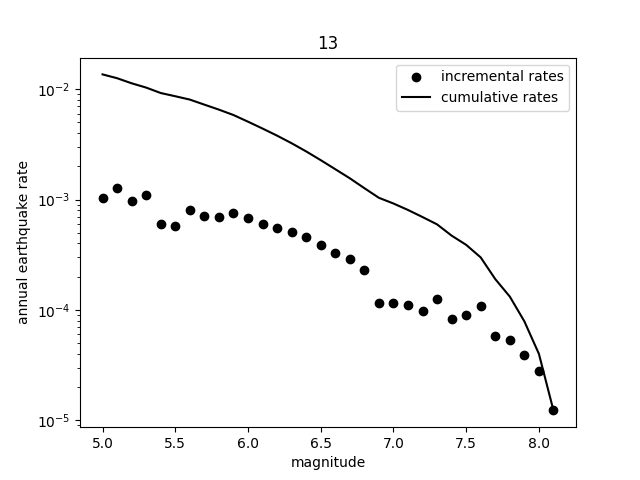 13
incremental rates
cumulative rates
annual earthquake rate
10⁻²
10⁻³
10⁻⁴
10⁻⁵
5.0 5.5 6.0 6.5 7.0 7.5 8.0
magnitude